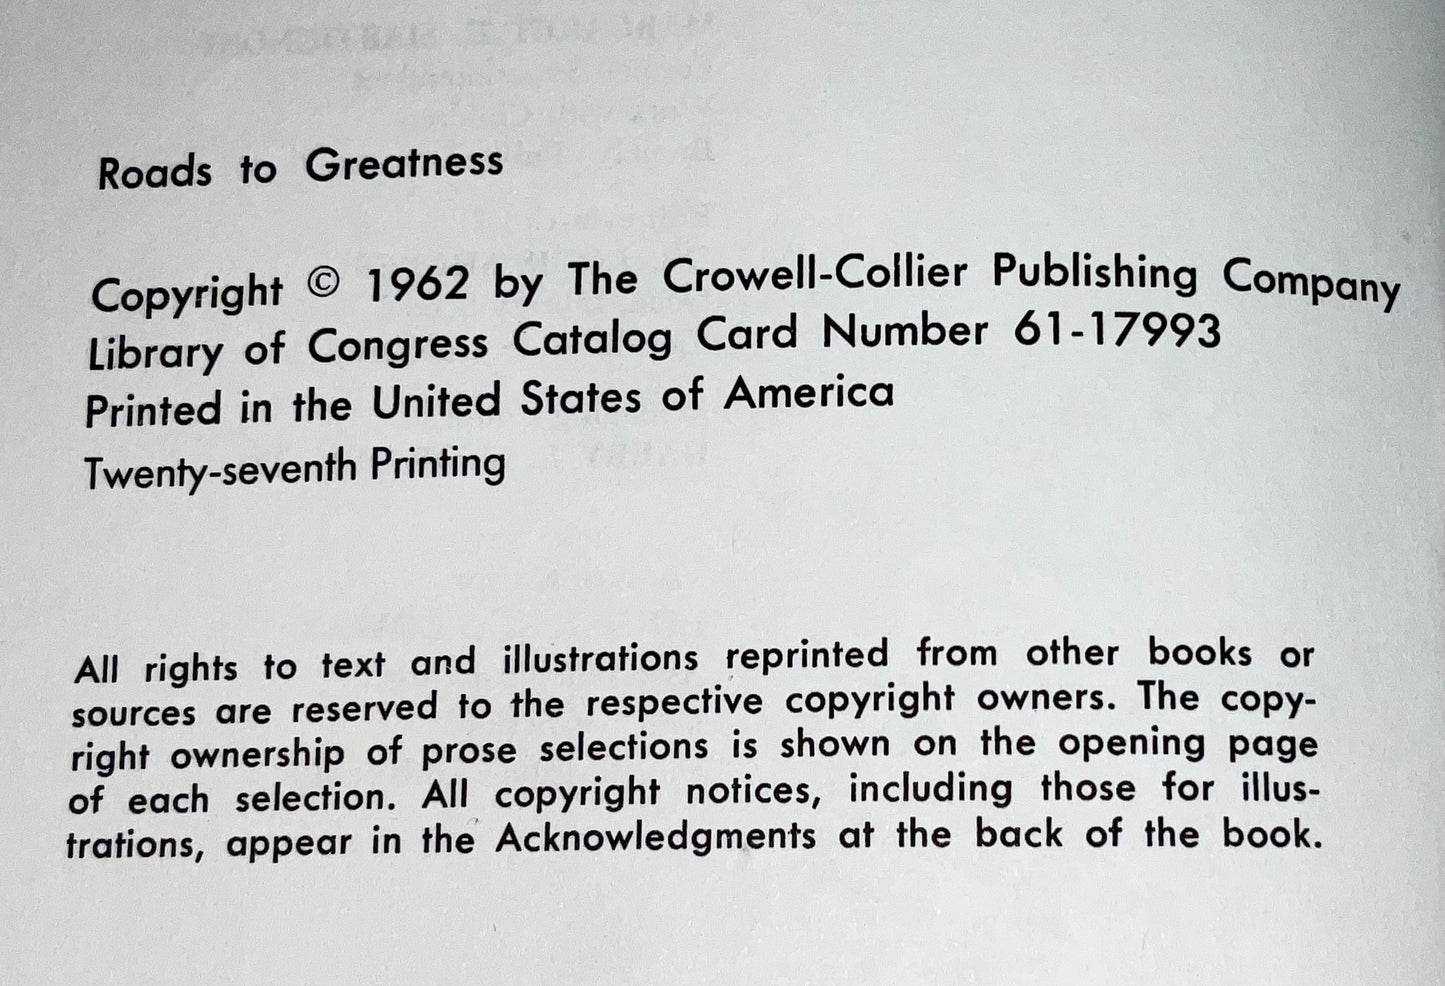 Roads to Greatness
Copyright © 1962 by The Crowell-Collier Publishing Company
Library of Congress Catalog Card Number 61-17993
Printed in the United States of America
Twenty-seventh Printing
All rights to text and illustrations reprinted from other books or
sources are reserved to the respective copyright owners. The copy-
right ownership of prose selections is shown on the opening page
of each selection. All copyright notices, including those for illus-
trations, appear in the Acknowledgments at the back of the book.